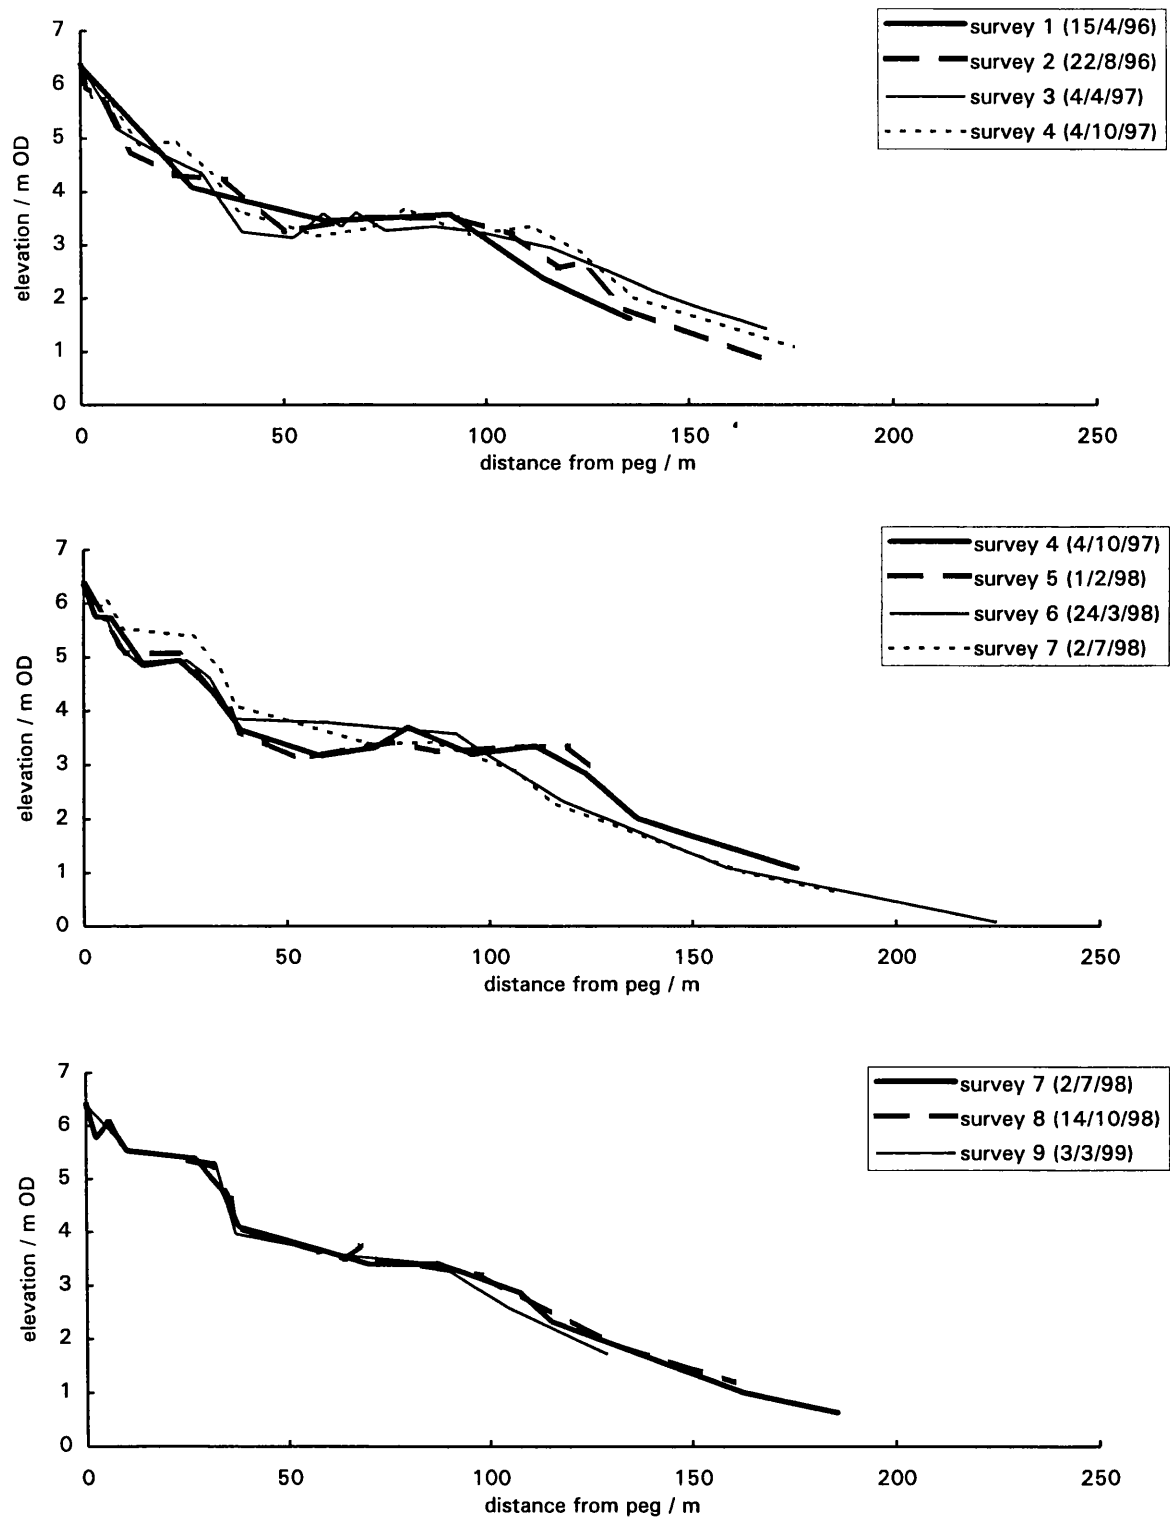 7
6
5
4
3
2
1
0
elevation / m OD
0 50 100 150 200 250
distance from peg / m
survey 1 (15/4/96)
survey 2 (22/8/96)
survey 3 (4/4/97)
survey 4 (4/10/97)
7
6
5
4
3
2
1
0
elevation / m OD
0 50 100 150 200 250
distance from peg / m
survey 4 (4/10/97)
survey 5 (1/2/98)
survey 6 (24/3/98)
survey 7 (2/7/98)
7
6
5
4
3
2
1
0
elevation / m OD
0 50 100 150 200 250
distance from peg / m
survey 7 (2/7/98)
survey 8 (14/10/98)
survey 9 (3/3/99)